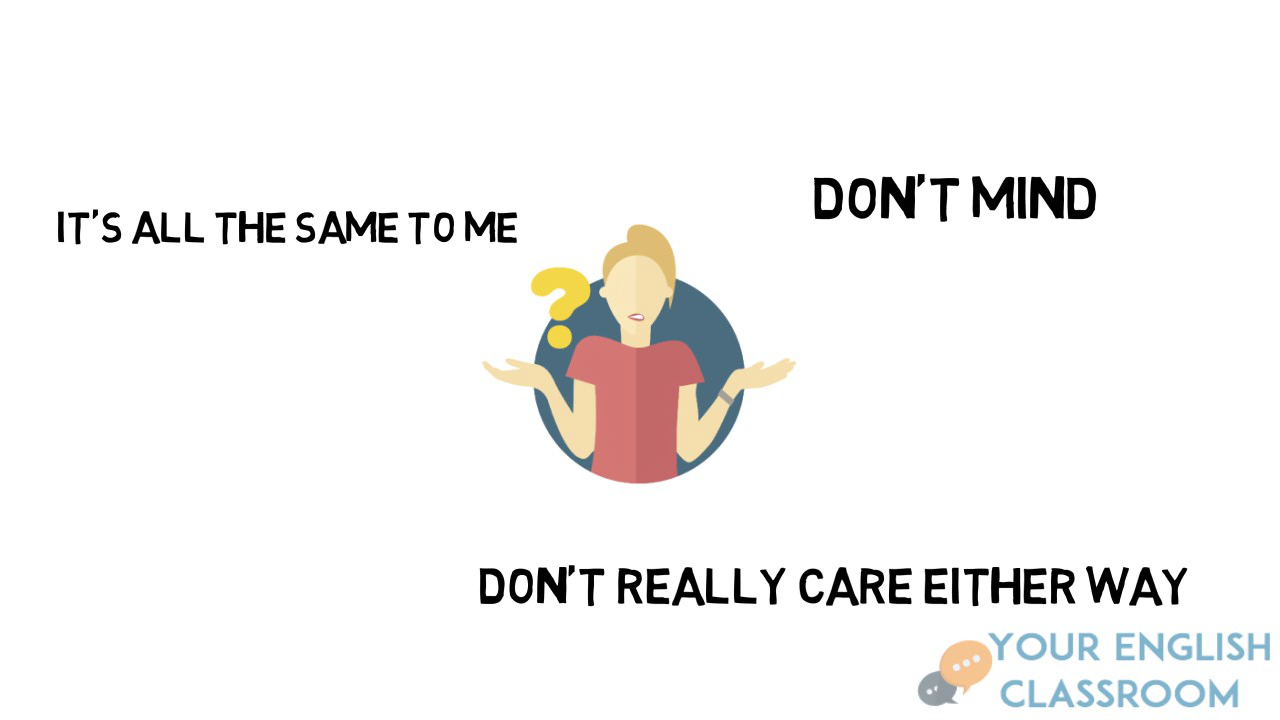 DON'T MIND
IT'S ALL THE SAME TO ME
?
DON'T REALLY CARE EITHER WAY
YOUR ENGLISH
CLASSROOM